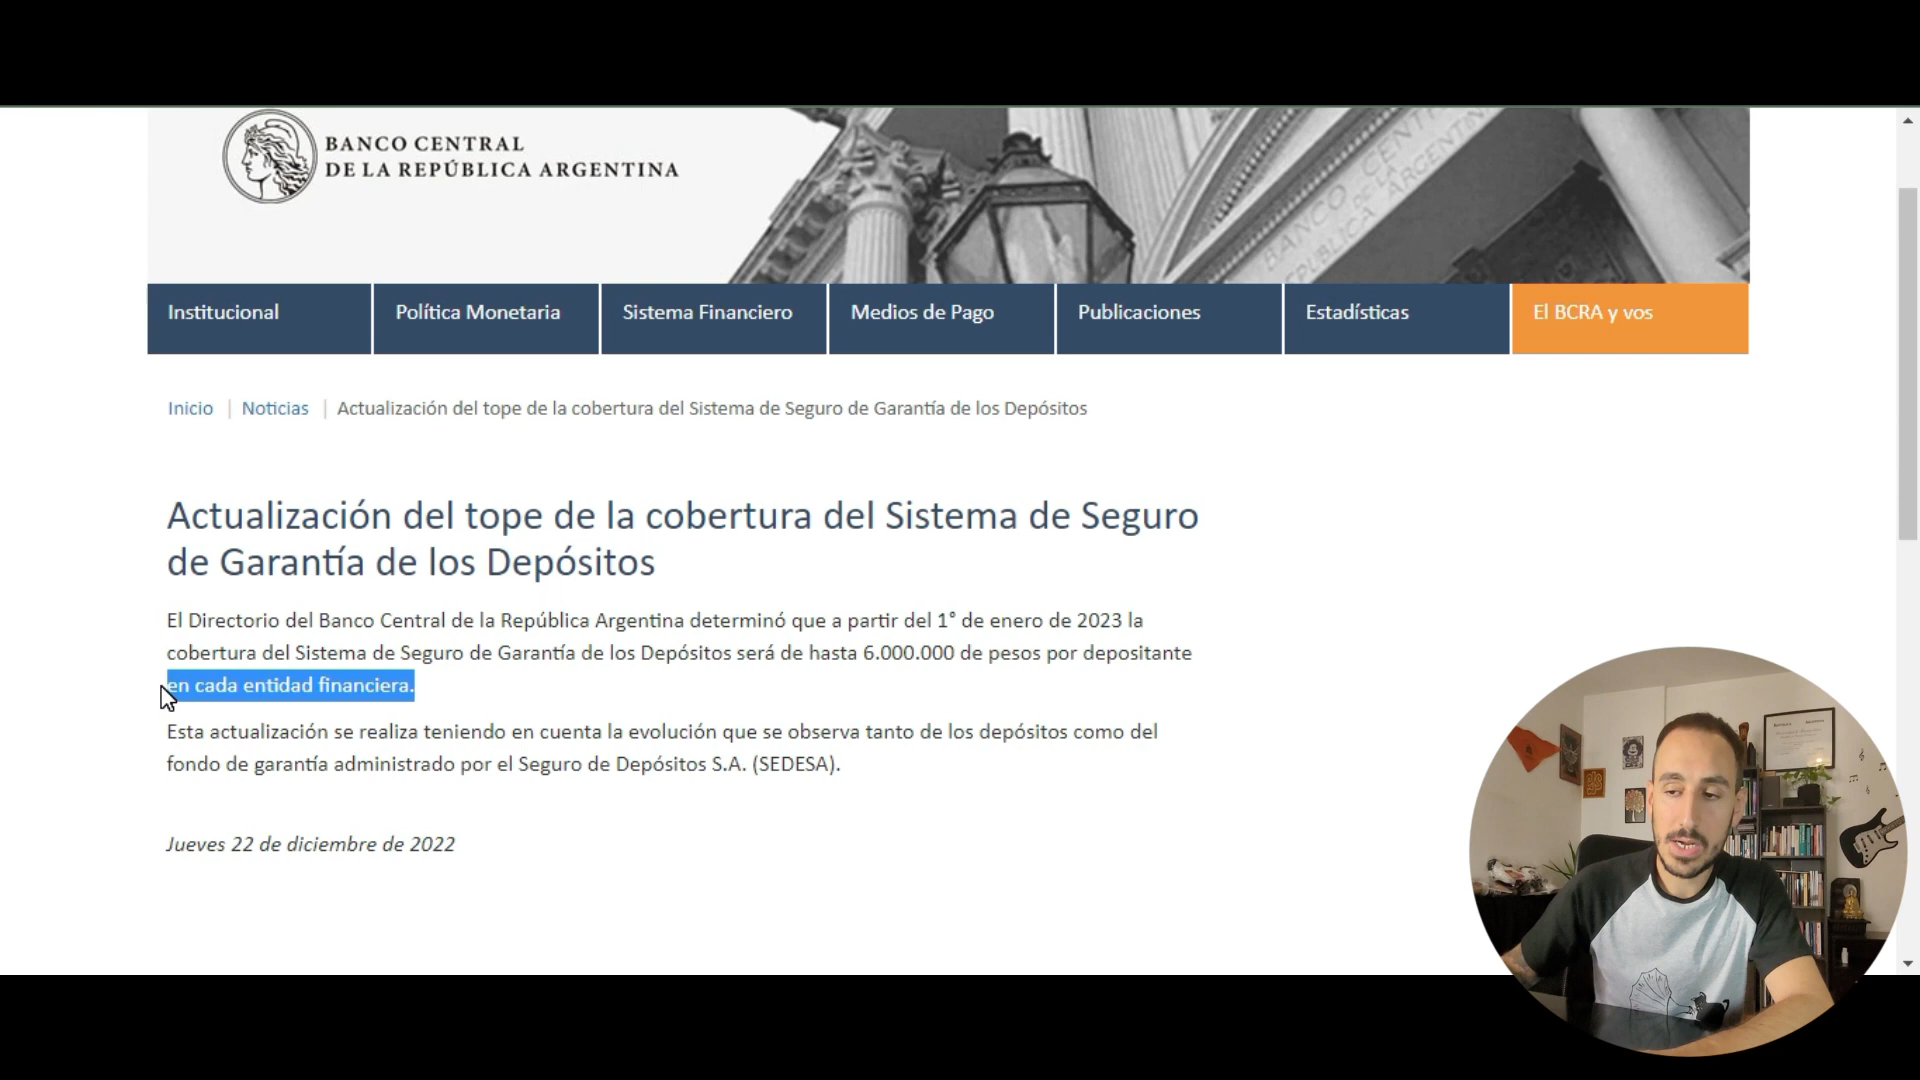 BANCO CENTRAL
DE LA REPÚBLICA ARGENTINA
BANCO CENTRAL
DE LA
REPUBLICA ARGENTINA
Institucional
Política Monetaria
Sistema Financiero
Medios de Pago
Publicaciones
Estadísticas
El BCRA y vos
Inicio | Noticias | Actualización del tope de la cobertura del Sistema de Seguro de Garantía de los Depósitos
Actualización del tope de la cobertura del Sistema de Seguro
de Garantía de los Depósitos
El Directorio del Banco Central de la República Argentina determinó que a partir del 1° de enero de 2023 la
cobertura del Sistema de Seguro de Garantía de los Depósitos será de hasta 6.000.000 de pesos por depositante
en cada entidad financiera.
Esta actualización se realiza teniendo en cuenta la evolución que se observa tanto de los depósitos como del
fondo de garantía administrado por el Seguro de Depósitos S.A. (SEDESA).
Jueves 22 de diciembre de 2022